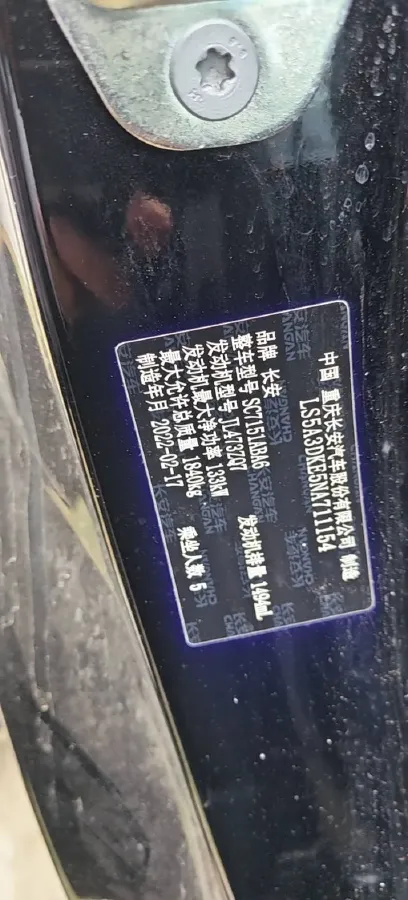 中国 重庆长安汽车股份有限公司 制造
LS5A3DKE5NA711154
品牌 长安
整车型号 SC7151ABA6
发动机型号 JL473ZQ7 发动机排量 1494mL
发动机最大净功率 133kW
最大允许总质量 1840kg 乘坐人数 5
制造年月 2022-02-17